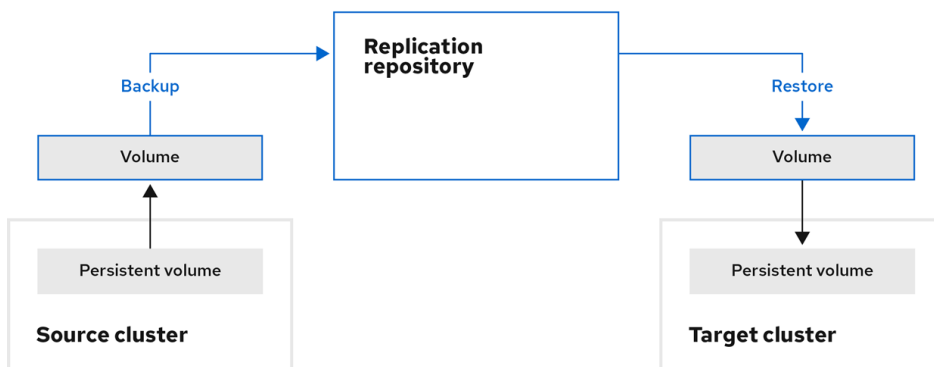 Replication
repository
Backup
Restore
Volume
Volume
Persistent volume
Persistent volume
Source cluster
Target cluster